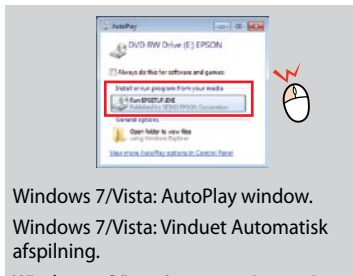 AutoPlay
DVD RW Drive (E:) EPSON
Always do this for software and games:
Install or run program from your media
Run EPSETUP.EXE
Published by SEIKO EPSON Corporation
General options
Open folder to view files
using Windows Explorer
View more AutoPlay options in Control Panel
Windows 7/Vista: AutoPlay window.
Windows 7/Vista: Vinduet Automatisk
afspilning.